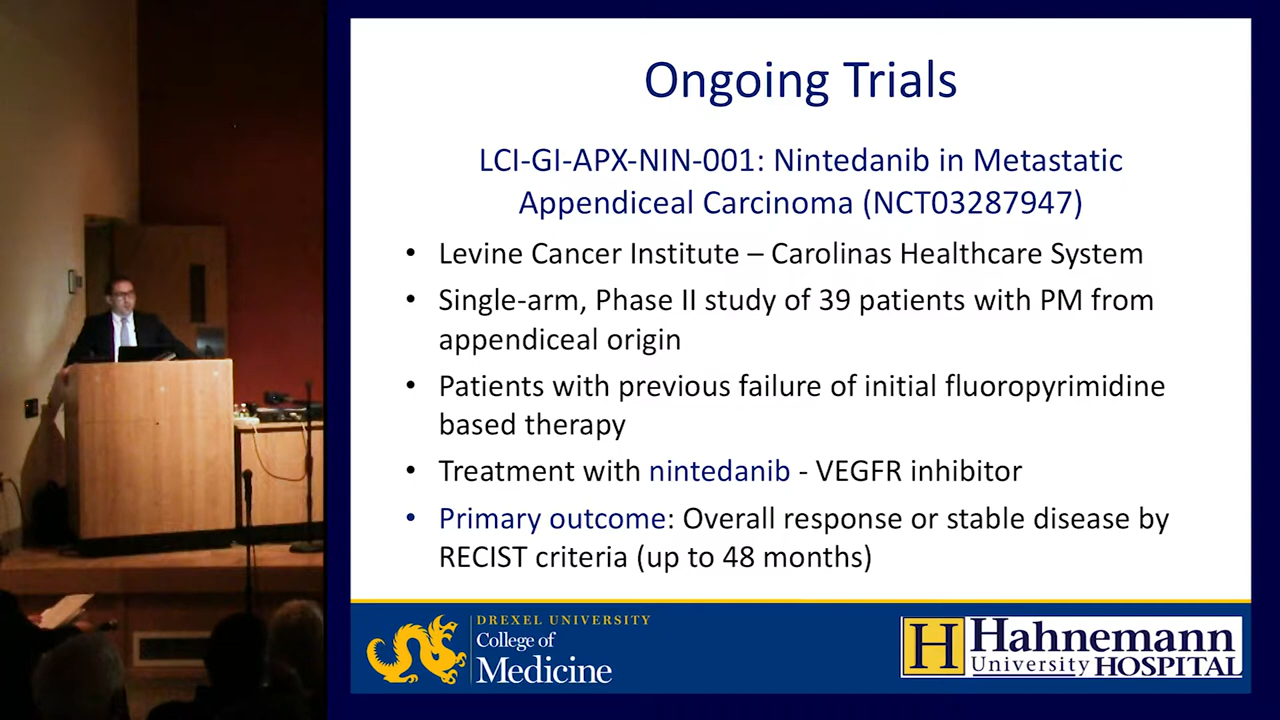 Ongoing Trials
LCI-GI-APX-NIN-001: Nintedanib in Metastatic
Appendiceal Carcinoma (NCT03287947)
• Levine Cancer Institute – Carolinas Healthcare System
• Single-arm, Phase II study of 39 patients with PM from
appendiceal origin
• Patients with previous failure of initial fluoropyrimidine
based therapy
• Treatment with nintedanib - VEGFR inhibitor
• Primary outcome: Overall response or stable disease by
RECIST criteria (up to 48 months)
DREXEL UNIVERSITY
College of
Medicine
H Hahnemann
University HOSPITAL